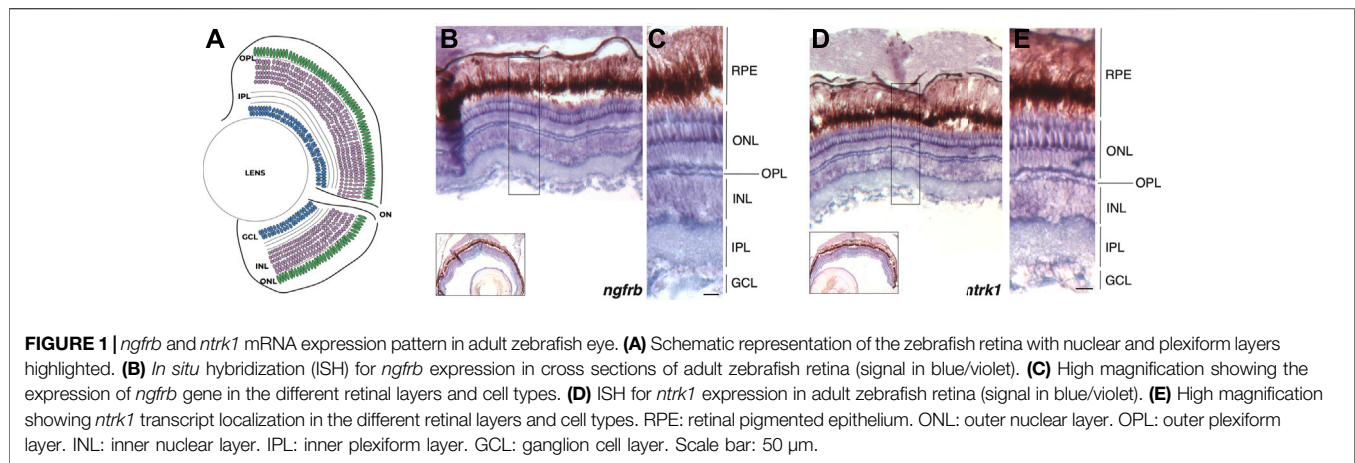 A
OPL
IPL
LENS
ON
GCL
INL
ONL
B
ngfrb
C
RPE
ONL
OPL
INL
IPL
GCL
D
ntrk1
E
RPE
ONL
OPL
INL
IPL
GCL
FIGURE 1 | ngfrb and ntrk1 mRNA expression pattern in adult zebrafish eye. (A) Schematic representation of the zebrafish retina with nuclear and plexiform layers
highlighted. (B) In situ hybridization (ISH) for ngfrb expression in cross sections of adult zebrafish retina (signal in blue/violet). (C) High magnification showing the
expression of ngfrb gene in the different retinal layers and cell types. (D) ISH for ntrk1 expression in adult zebrafish retina (signal in blue/violet). (E) High magnification
showing ntrk1 transcript localization in the different retinal layers and cell types. RPE: retinal pigmented epithelium. ONL: outer nuclear layer. OPL: outer plexiform
layer. INL: inner nuclear layer. IPL: inner plexiform layer. GCL: ganglion cell layer. Scale bar: 50 μm.